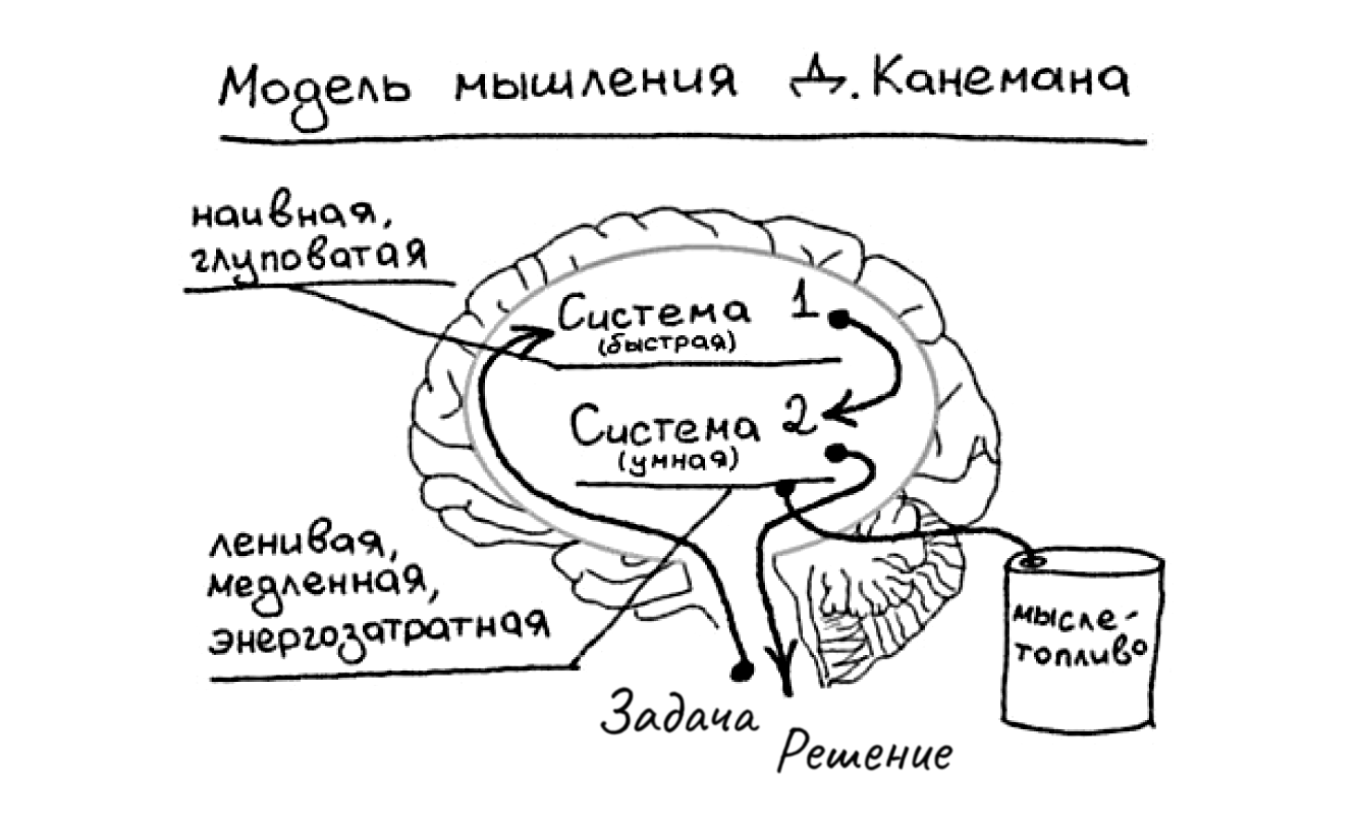 Модель мышления Д. Канемана
наивная,
глуповатая
Система 1
(быстрая)
Система 2
(умная)
ленивая,
медленная,
энергозатратная
мысле-
топливо
Задача
Решение